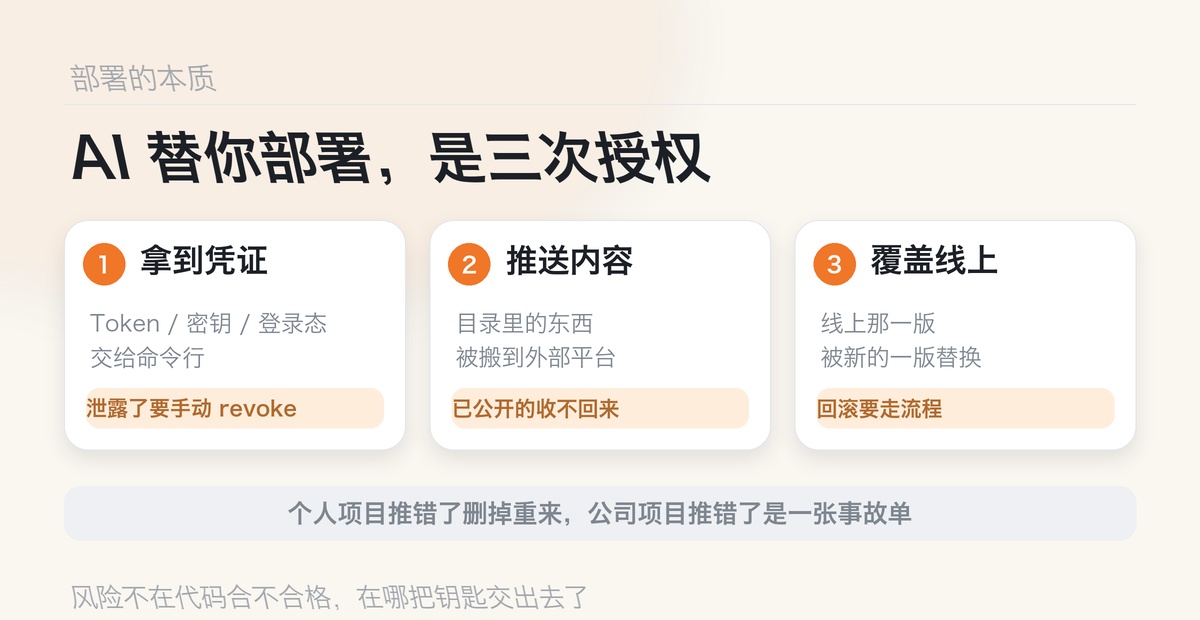 部署的本质
AI 替你部署，是三次授权
1 拿到凭证
Token / 密钥 / 登录态
交给命令行
泄露了要手动 revoke
2 推送内容
目录里的东西
被搬到外部平台
已公开的收不回来
3 覆盖线上
线上那一版
被新的一版替换
回滚要走流程
个人项目推错了删掉重来，公司项目推错了是一张事故单
风险不在代码合不合格，在哪把钥匙交出去了